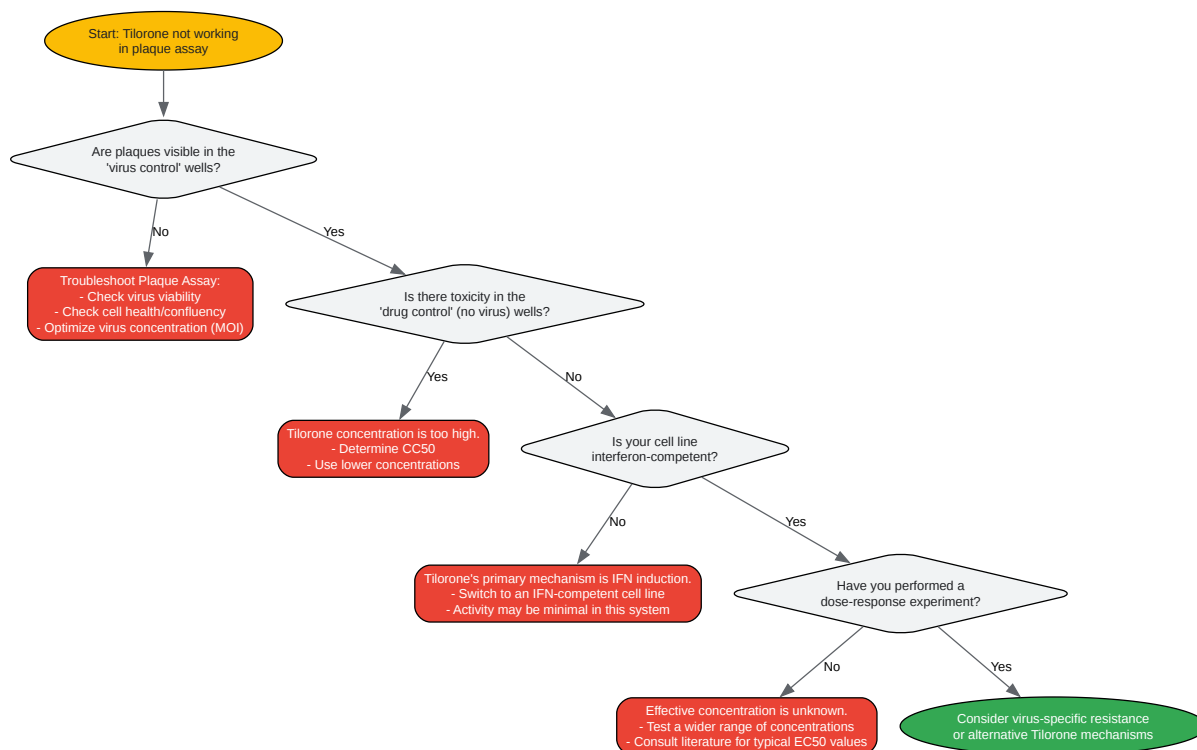 Start: Tilorone not working
in plaque assay
Are plaques visible in the
'virus control' wells?
No
Yes
Troubleshoot Plaque Assay:
- Check virus viability
- Check cell health/confluency
- Optimize virus concentration (MOI)
Is there toxicity in the
'drug control' (no virus) wells?
Yes
No
Tilorone concentration is too high.
- Determine CC50
- Use lower concentrations
Is your cell line
interferon-competent?
No
Yes
Tilorone's primary mechanism is IFN induction.
- Switch to an IFN-competent cell line
- Activity may be minimal in this system
Have you performed a
dose-response experiment?
No
Yes
Effective concentration is unknown.
- Test a wider range of concentrations
- Consult literature for typical EC50 values
Consider virus-specific resistance
or alternative Tilorone mechanisms